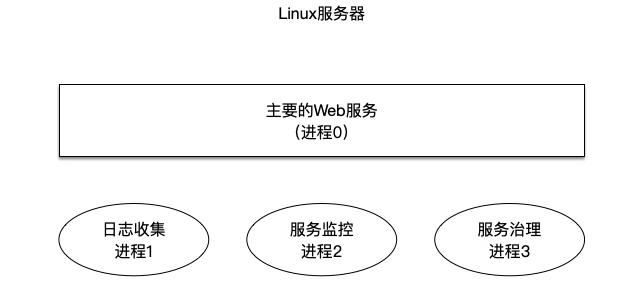 Linux服务器
主要的Web服务
（进程0）
日志收集
进程1
服务监控
进程2
服务治理
进程3